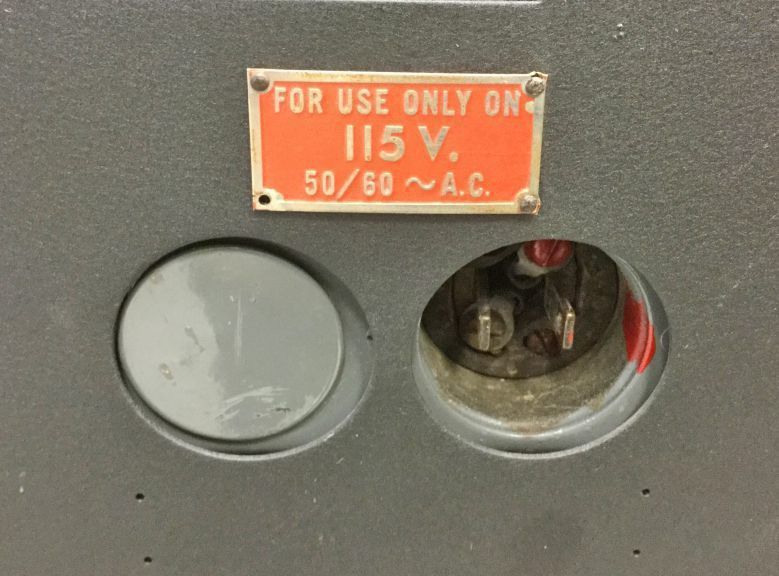 FOR USE ONLY ON
115 V.
50/60 ~ A.C.